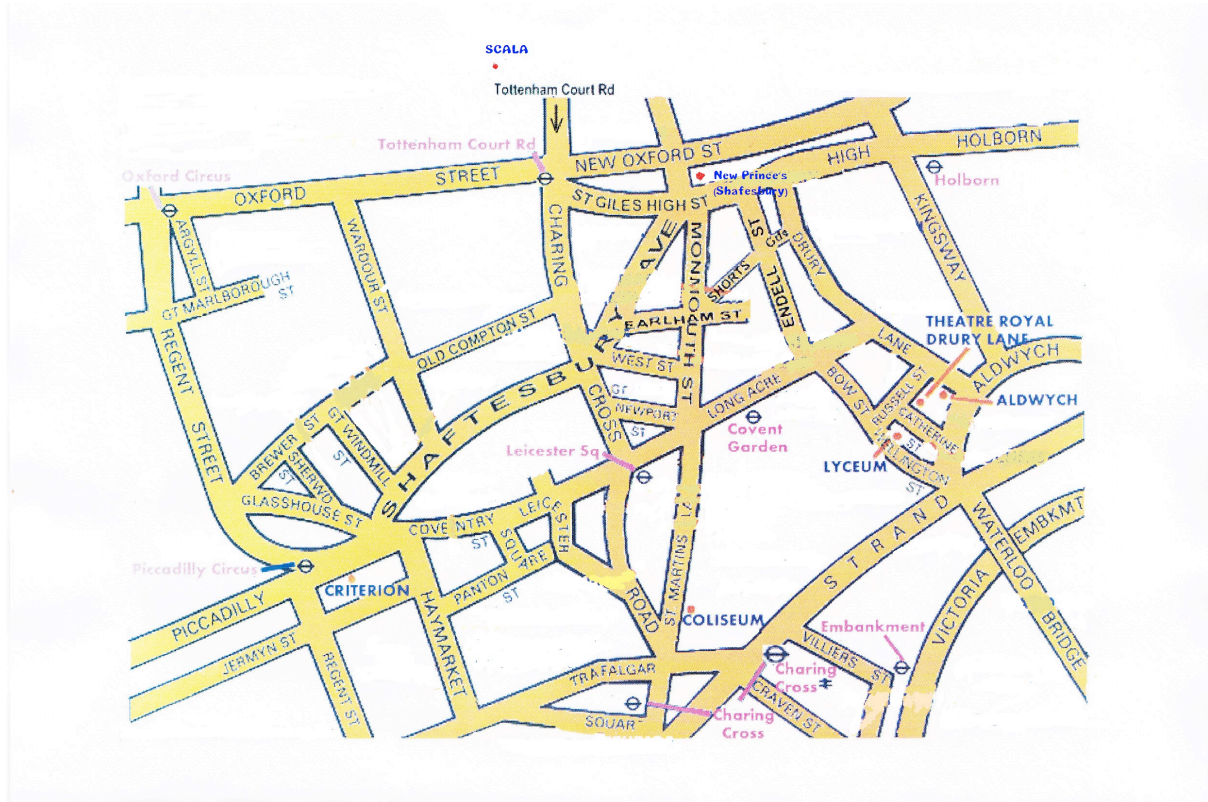 SCALA
Tottenham Court Rd
Tottenham Court Rd
NEW OXFORD ST
HIGH
HOLBORN
Oxford Circus
OXFORD
STREET
New Prince's
(Shafesbury)
Holborn
ST GILES HIGH ST
ARGYLL ST
WARDOUR ST
CHARING
CROSS
ROAD
SHAFTESBURY AVE
MONMOUTH ST
SHORTS
Gds
ENDELL
ST
DRURY
LANE
KINGSWAY
GT MARLBOROUGH
ST
REGENT
STREET
OLD COMPTON ST
EARLHAM ST
WEST ST
GT
NEWPORT
ST
LONG ACRE
THEATRE ROYAL
DRURY LANE
ALDWYCH
ALDWYCH
BOW ST
RUSSELL ST
CATHERINE
ST
WELLINGTON
ST
LYCEUM
Covent
Garden
BREWER ST
SHERWD
ST
GT WINDMILL
ST
GLASSHOUSE ST
Leicester Sq
COVENTRY
ST
LEICESTER
SQUARE
PANTON
ST
ST MARTINS
STRAND
WATERLOO
BRIDGE
VICTORIA
EMBKMT
Piccadilly Circus
CRITERION
PICCADILLY
JERMYN ST
REGENT ST
HAYMARKET
COLISEUM
Embankment
VILLIERS
ST
Charing
Cross
CRAVEN ST
TRAFALGAR
SQUAR
Charing
Cross